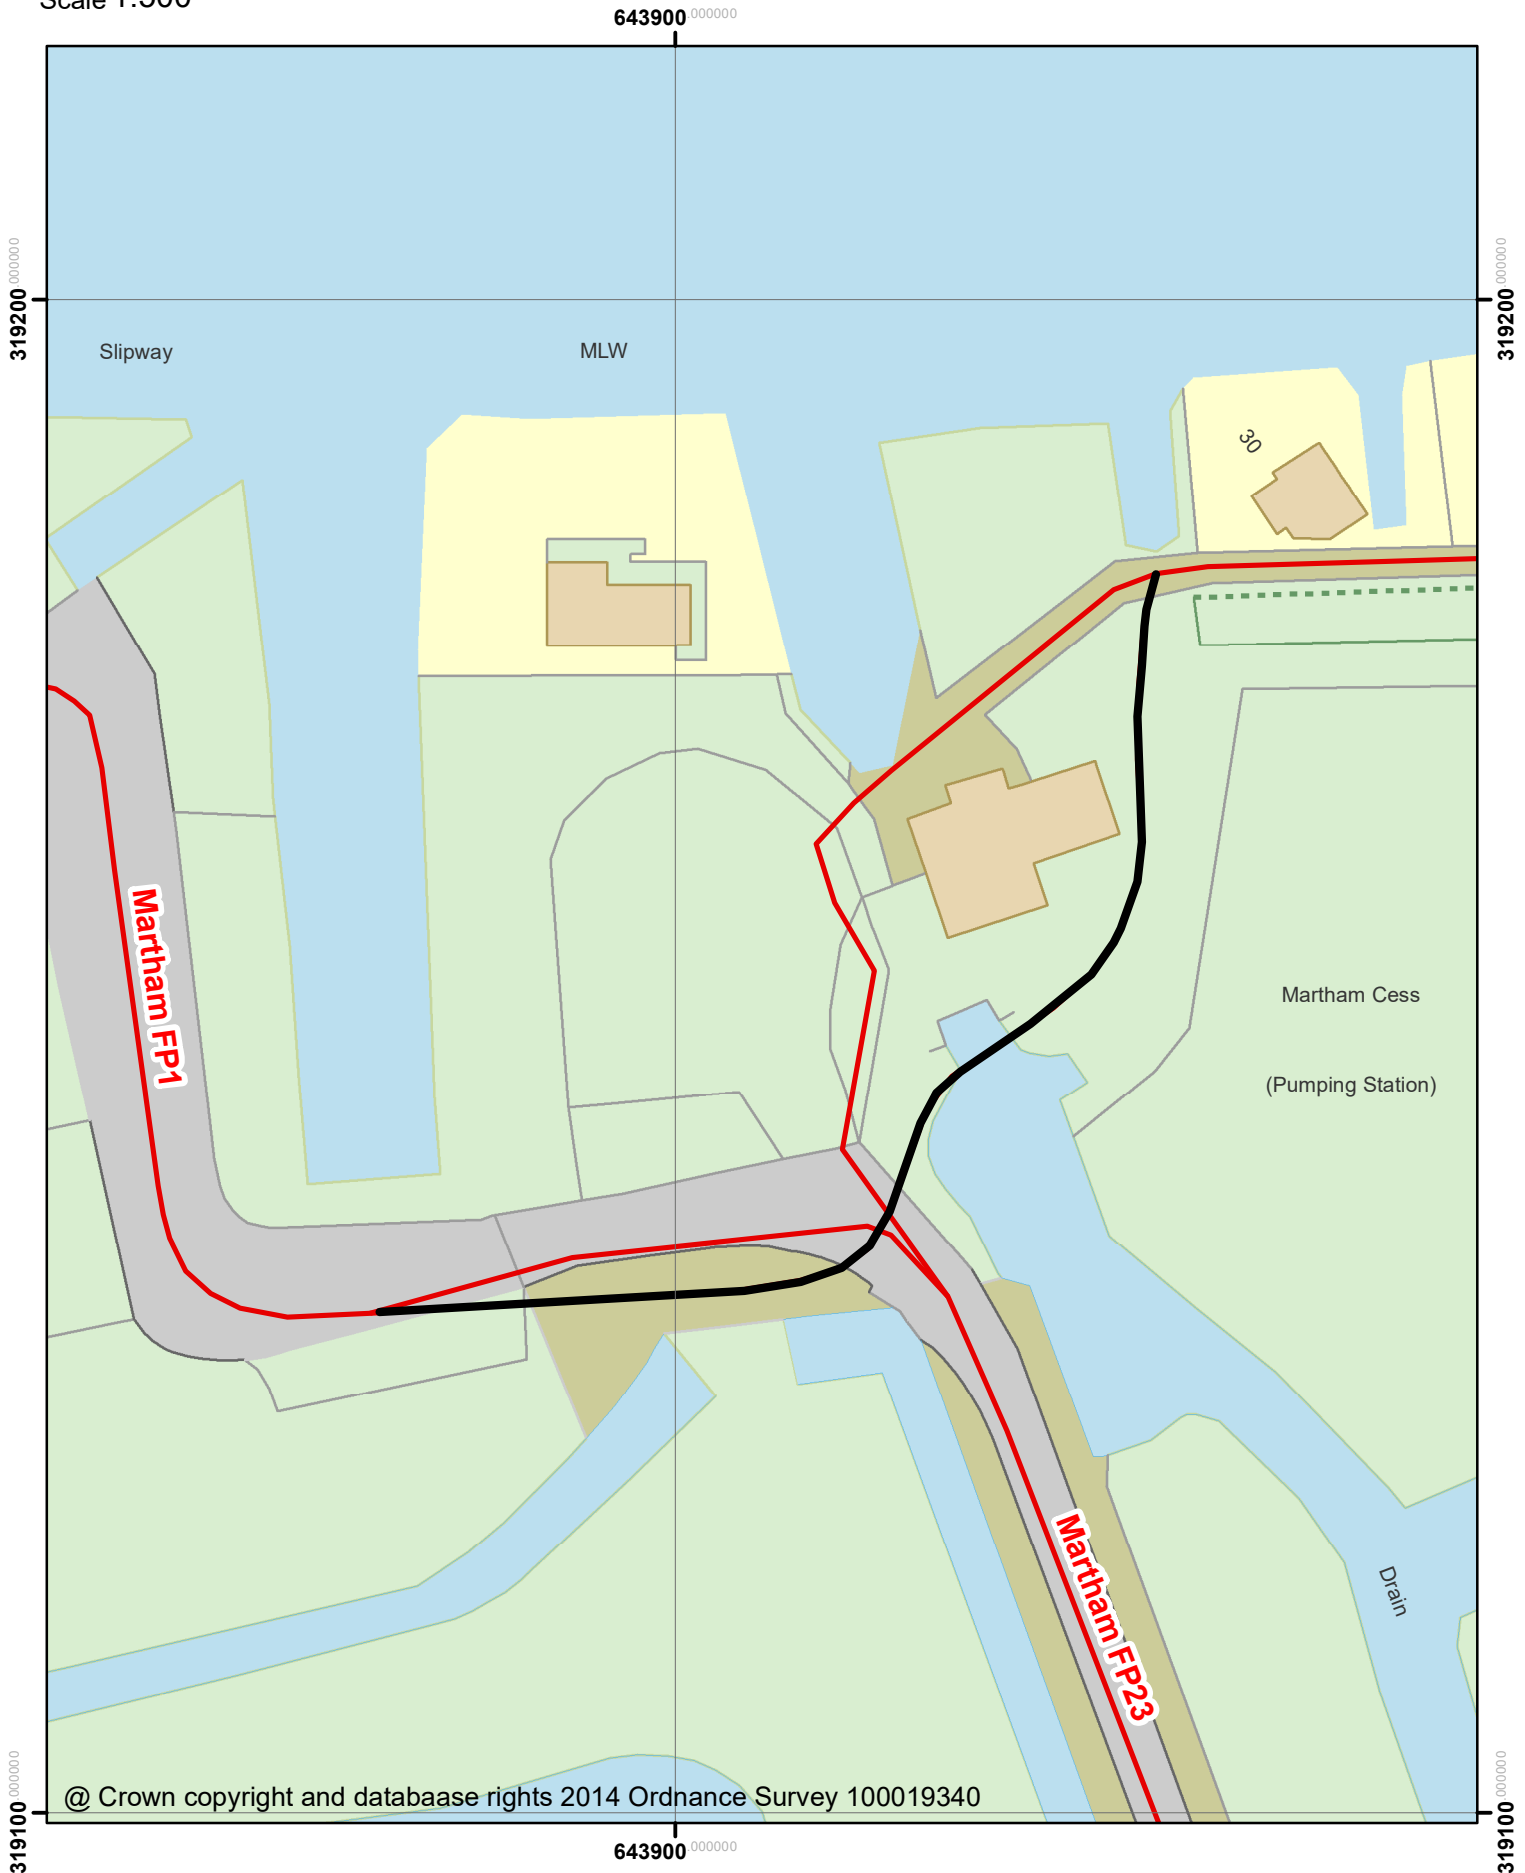 Scale 1:500
643900.000000
319200.000000
319200.000000
Slipway
MLW
30
Martham FP1
Martham Cess
(Pumping Station)
Martham FP23
Drain
@ Crown copyright and databaase rights 2014 Ordnance Survey 100019340
319100.000000
319100.000000
643900.000000